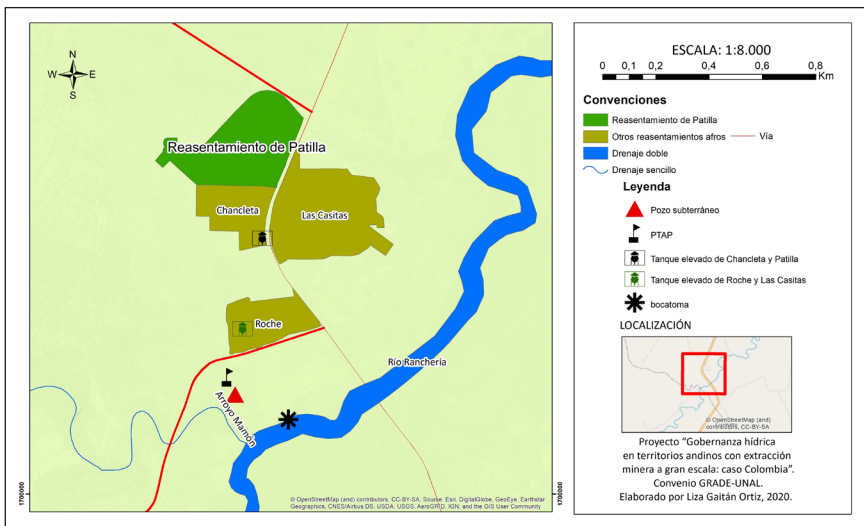 N
W E
S
Reasentamiento de Patilla
Chancleta
Las Casitas
Roche
Río Ranchería
Arroyo Mamón
1700000
1700000
© OpenStreetMap (and) contributors, CC-BY-SA; Source: Esri, DigitalGlobe, GeoEye, Earthstar
Geographics, CNES/Airbus DS, USDA, USGS, AeroGRID, IGN, and the GIS User Community
ESCALA: 1:8.000
0 0,1 0,2 0,4 0,6 0,8
Km
Convenciones
Reasentamiento de Patilla
Otros reasentamientos afros
Vía
Drenaje doble
Drenaje sencillo
Leyenda
Pozo subterráneo
PTAP
Tanque elevado de Chancleta y Patilla
Tanque elevado de Roche y Las Casitas
bocatoma
LOCALIZACIÓN
© OpenStreetMap (and)
contributors, CC-BY-SA
Proyecto "Gobernanza hídrica
en territorios andinos con extracción
minera a gran escala: caso Colombia".
Convenio GRADE-UNAL.
Elaborado por Liza Gaitán Ortiz, 2020.